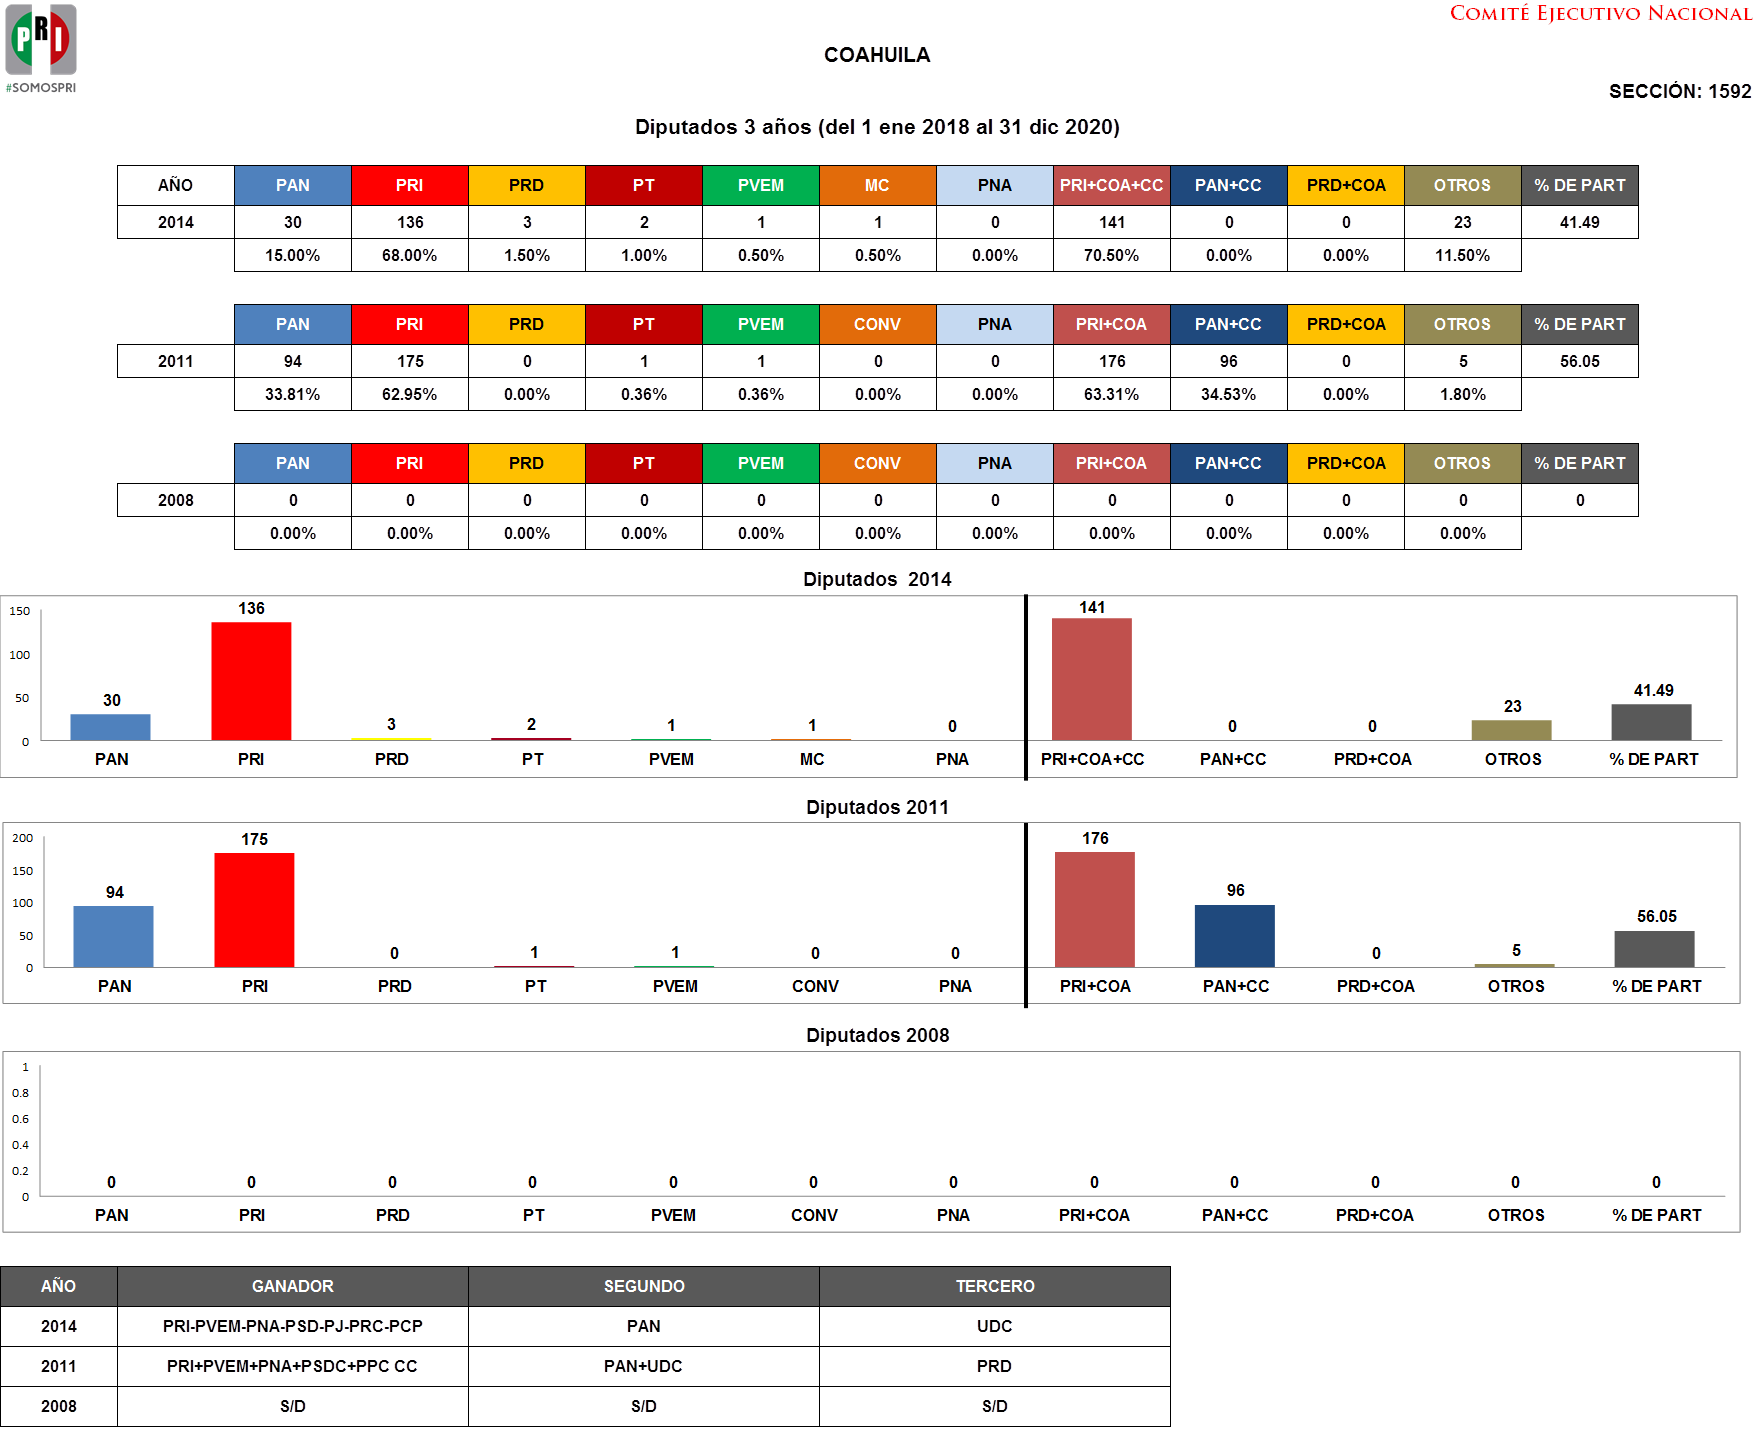 PRI
#SOMOSPRI
COMITÉ EJECUTIVO NACIONAL
COAHUILA
SECCIÓN: 1592
Diputados 3 años (del 1 ene 2018 al 31 dic 2020)
AÑO PAN PRI PRD PT PVEM MC PNA PRI+COA+CC PAN+CC PRD+COA OTROS % DE PART
2014 30 136 3 2 1 1 0 141 0 0 23 41.49
15.00% 68.00% 1.50% 1.00% 0.50% 0.50% 0.00% 70.50% 0.00% 0.00% 11.50%
PAN PRI PRD PT PVEM CONV PNA PRI+COA PAN+CC PRD+COA OTROS % DE PART
2011 94 175 0 1 1 0 0 176 96 0 5 56.05
33.81% 62.95% 0.00% 0.36% 0.36% 0.00% 0.00% 63.31% 34.53% 0.00% 1.80%
PAN PRI PRD PT PVEM CONV PNA PRI+COA PAN+CC PRD+COA OTROS % DE PART
2008 0 0 0 0 0 0 0 0 0 0 0 0
0.00% 0.00% 0.00% 0.00% 0.00% 0.00% 0.00% 0.00% 0.00% 0.00% 0.00%
Diputados 2014
150
100
50
0
30 136 3 2 1 1 0 141 0 0 23 41.49
PAN PRI PRD PT PVEM MC PNA PRI+COA+CC PAN+CC PRD+COA OTROS % DE PART
Diputados 2011
200
150
100
50
0
94 175 0 1 1 0 0 176 96 0 5 56.05
PAN PRI PRD PT PVEM CONV PNA PRI+COA PAN+CC PRD+COA OTROS % DE PART
Diputados 2008
1
0.8
0.6
0.4
0.2
0
0 0 0 0 0 0 0 0 0 0 0 0
PAN PRI PRD PT PVEM CONV PNA PRI+COA PAN+CC PRD+COA OTROS % DE PART
AÑO GANADOR SEGUNDO TERCERO
2014 PRI-PVEM-PNA-PSD-PJ-PRC-PCP PAN UDC
2011 PRI+PVEM+PNA+PSDC+PPC CC PAN+UDC PRD
2008 S/D S/D S/D